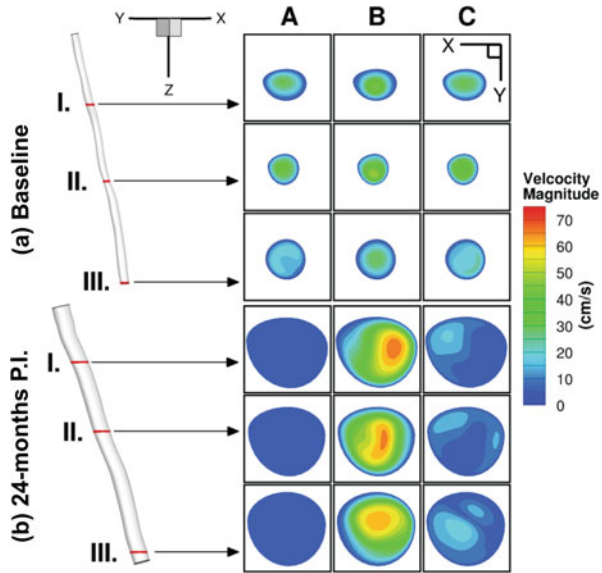 A B C
Y X
Z
X
Y
(a) Baseline
I.
II.
III.
Velcocity
Magnitude
70
60
50
40
30
20
10
0
(cm/s)
(b) 24-months P.I.
I.
II.
III.